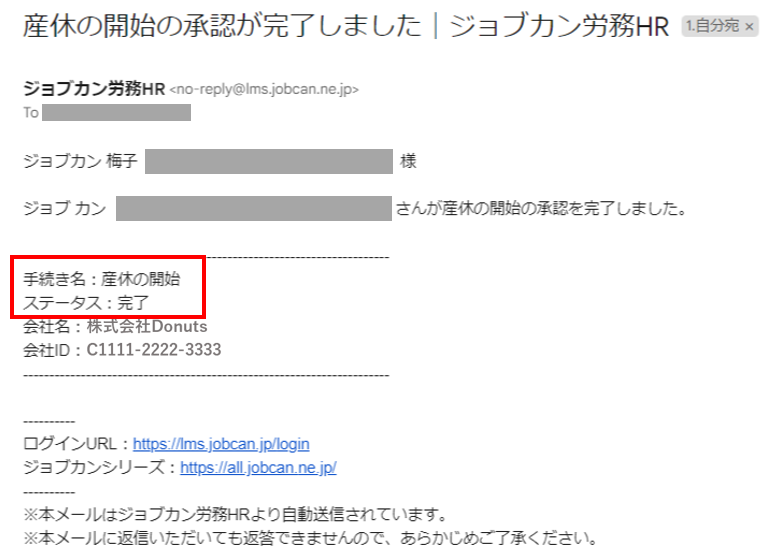 産休の開始の承認が完了しました｜ジョブカン労務HR 1.自分宛 ×
ジョブカン労務HR <no-reply@lms.jobcan.ne.jp>
To
ジョブカン 梅子 様
ジョブ カン さんが産休の開始の承認を完了しました。
----------------------------------------------------------------------
手続き名：産休の開始
ステータス：完了
会社名：株式会社Donuts
会社ID：C1111-2222-3333
----------------------------------------------------------------------
----------
ログインURL：https://lms.jobcan.jp/login
ジョブカンシリーズ：https://all.jobcan.ne.jp/
----------
※本メールはジョブカン労務HRより自動送信されています。
※本メールに返信いただいても返答できませんので、あらかじめご了承ください。